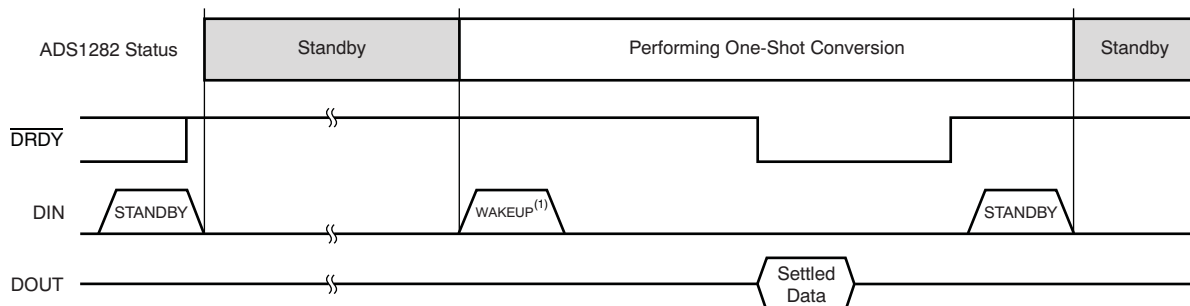 ADS1282 Status
Standby
Performing One-Shot Conversion
Standby
DRDY
DIN
STANDBY
WAKEUP(1)
STANDBY
DOUT
Settled
Data